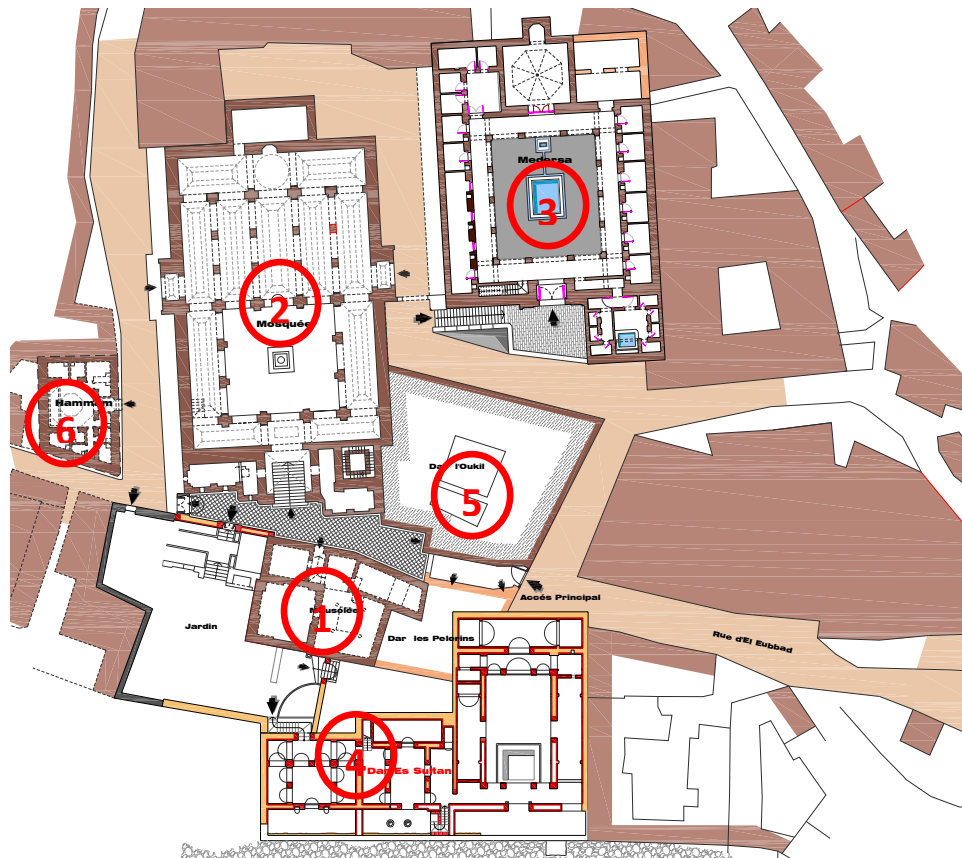 Medersa
3
2
Mosquée
Hammam
6
Dar l'Oukil
5
Accés Principal
1
Mausolée
Jardin
Dar les Pelerins
Rue d'El Eubbad
4
Dar Es Sultan